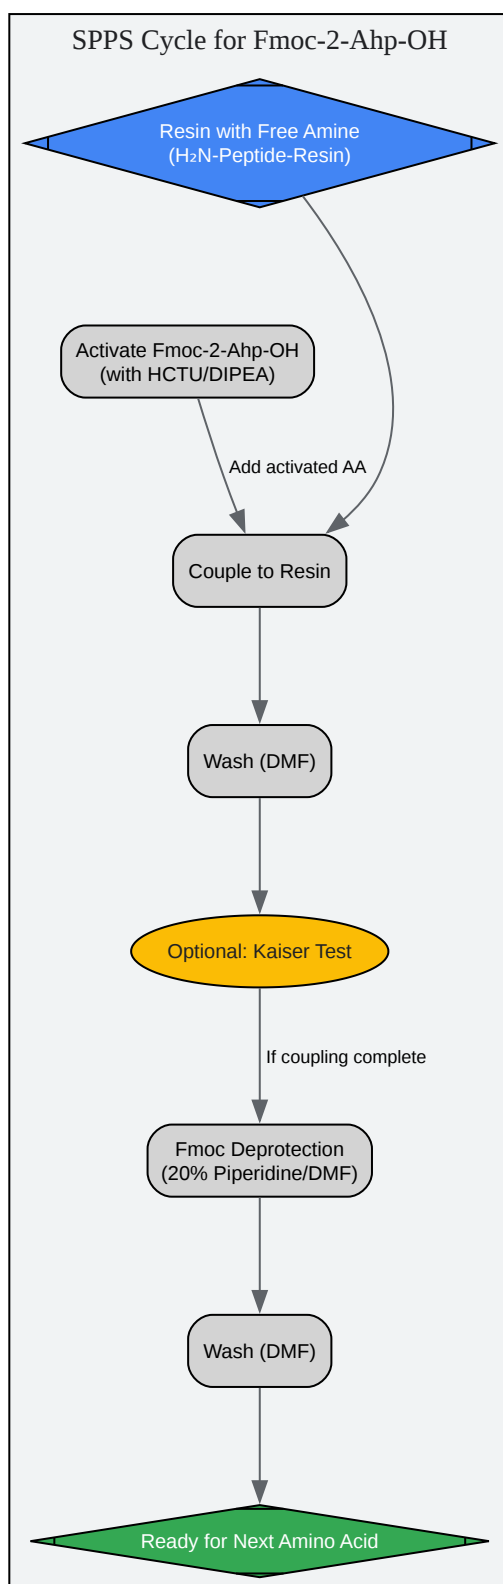 SPPS Cycle for Fmoc-2-Ahp-OH
Resin with Free Amine
(H₂N-Peptide-Resin)
Activate Fmoc-2-Ahp-OH
(with HCTU/DIPEA)
Add activated AA
Couple to Resin
Wash (DMF)
Optional: Kaiser Test
If coupling complete
Fmoc Deprotection
(20% Piperidine/DMF)
Wash (DMF)
Ready for Next Amino Acid